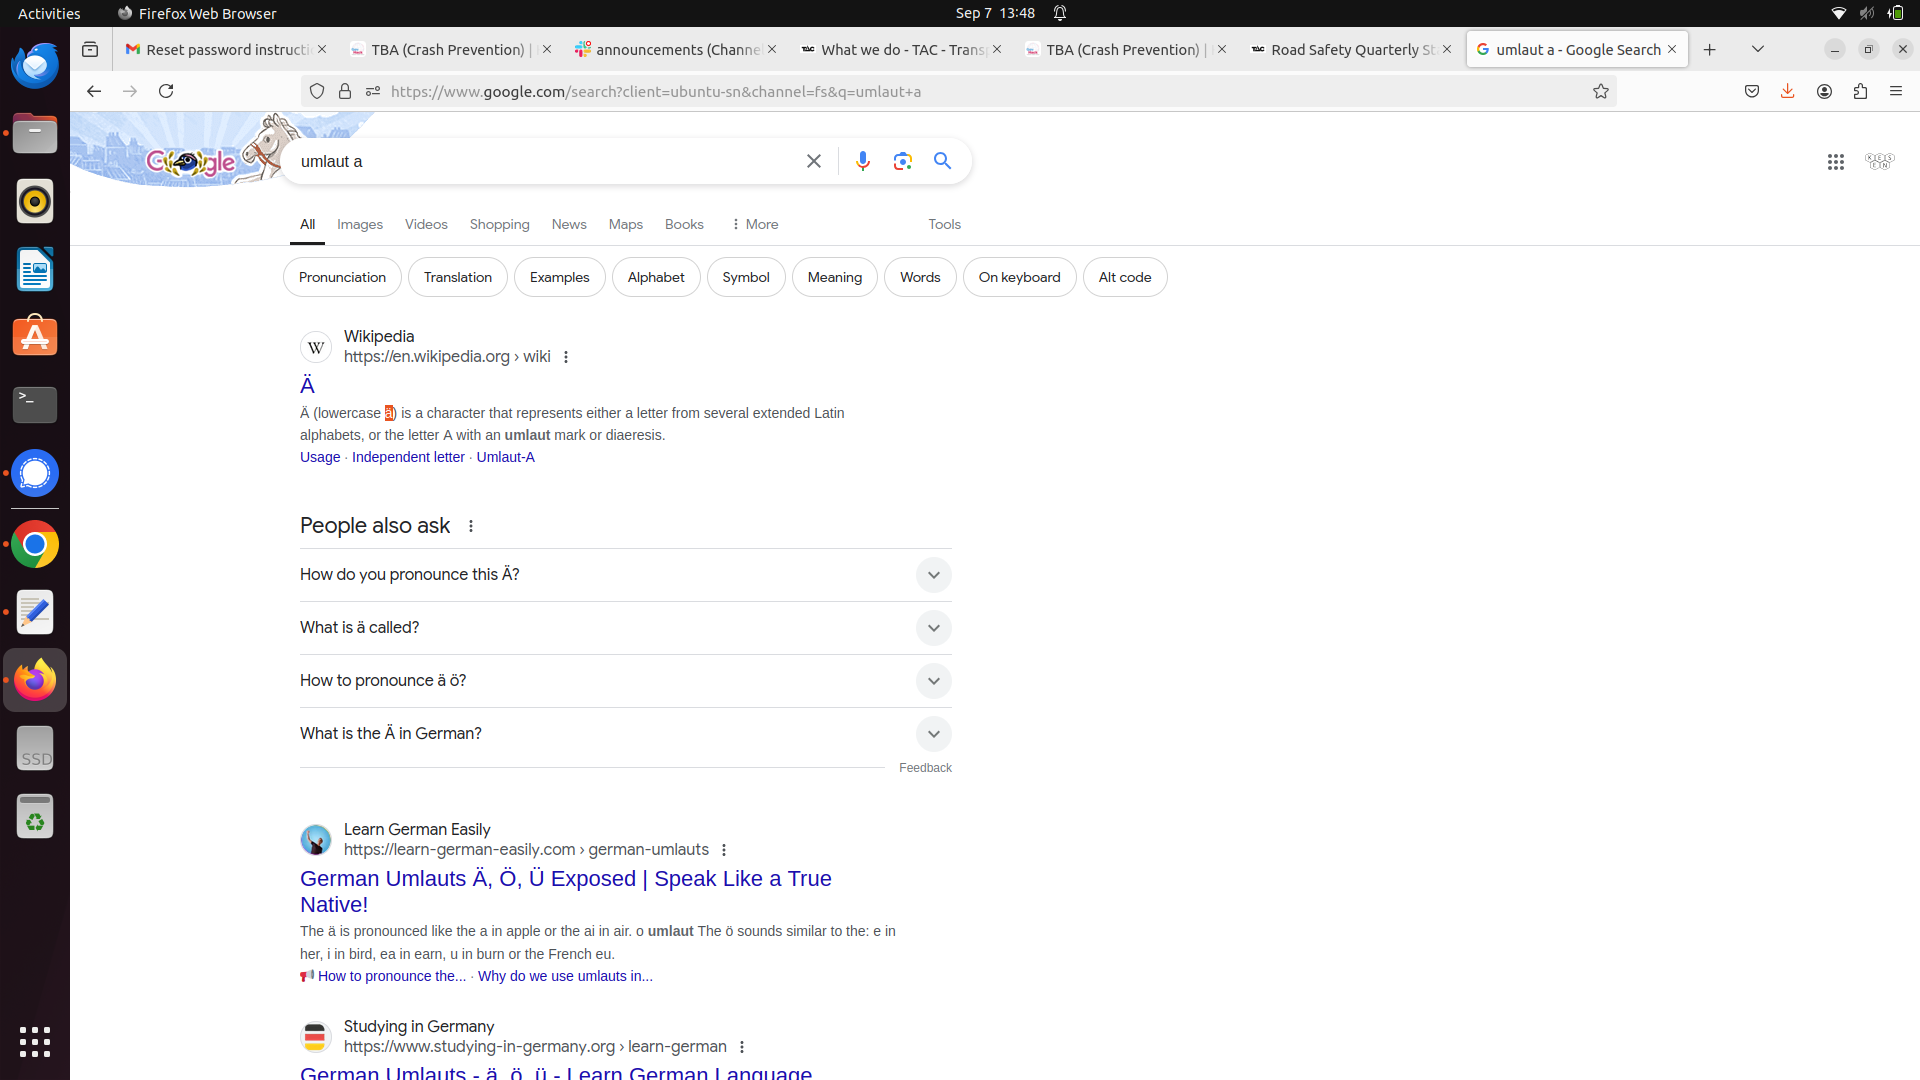 Activities
Firefox Web Browser
Sep 7 13:48
Reset password instructi
TBA (Crash Prevention) |
announcements (Channe
What we do - TAC - Trans
TBA (Crash Prevention) |
Road Safety Quarterly St
umlaut a - Google Search
https://www.google.com/search?client=ubuntu-sn&channel=fs&q=umlaut+a
Google
umlaut a
All
Images
Videos
Shopping
News
Maps
Books
More
Tools
Pronunciation
Translation
Examples
Alphabet
Symbol
Meaning
Words
On keyboard
Alt code
Wikipedia
https://en.wikipedia.org › wiki
Ä
Ä (lowercase ä) is a character that represents either a letter from several extended Latin
alphabets, or the letter A with an umlaut mark or diaeresis.
Usage · Independent letter · Umlaut-A
People also ask
How do you pronounce this Ä?
What is ä called?
How to pronounce ä ö?
What is the Ä in German?
Feedback
Learn German Easily
https://learn-german-easily.com › german-umlauts
German Umlauts Ä, Ö, Ü Exposed | Speak Like a True
Native!
The ä is pronounced like the a in apple or the ai in air. o umlaut The ö sounds similar to the: e in
her, i in bird, ea in earn, u in burn or the French eu.
How to pronounce the... · Why do we use umlauts in...
Studying in Germany
https://www.studying-in-germany.org › learn-german
German Umlauts - ä, ö, ü - Learn German Language
SSD